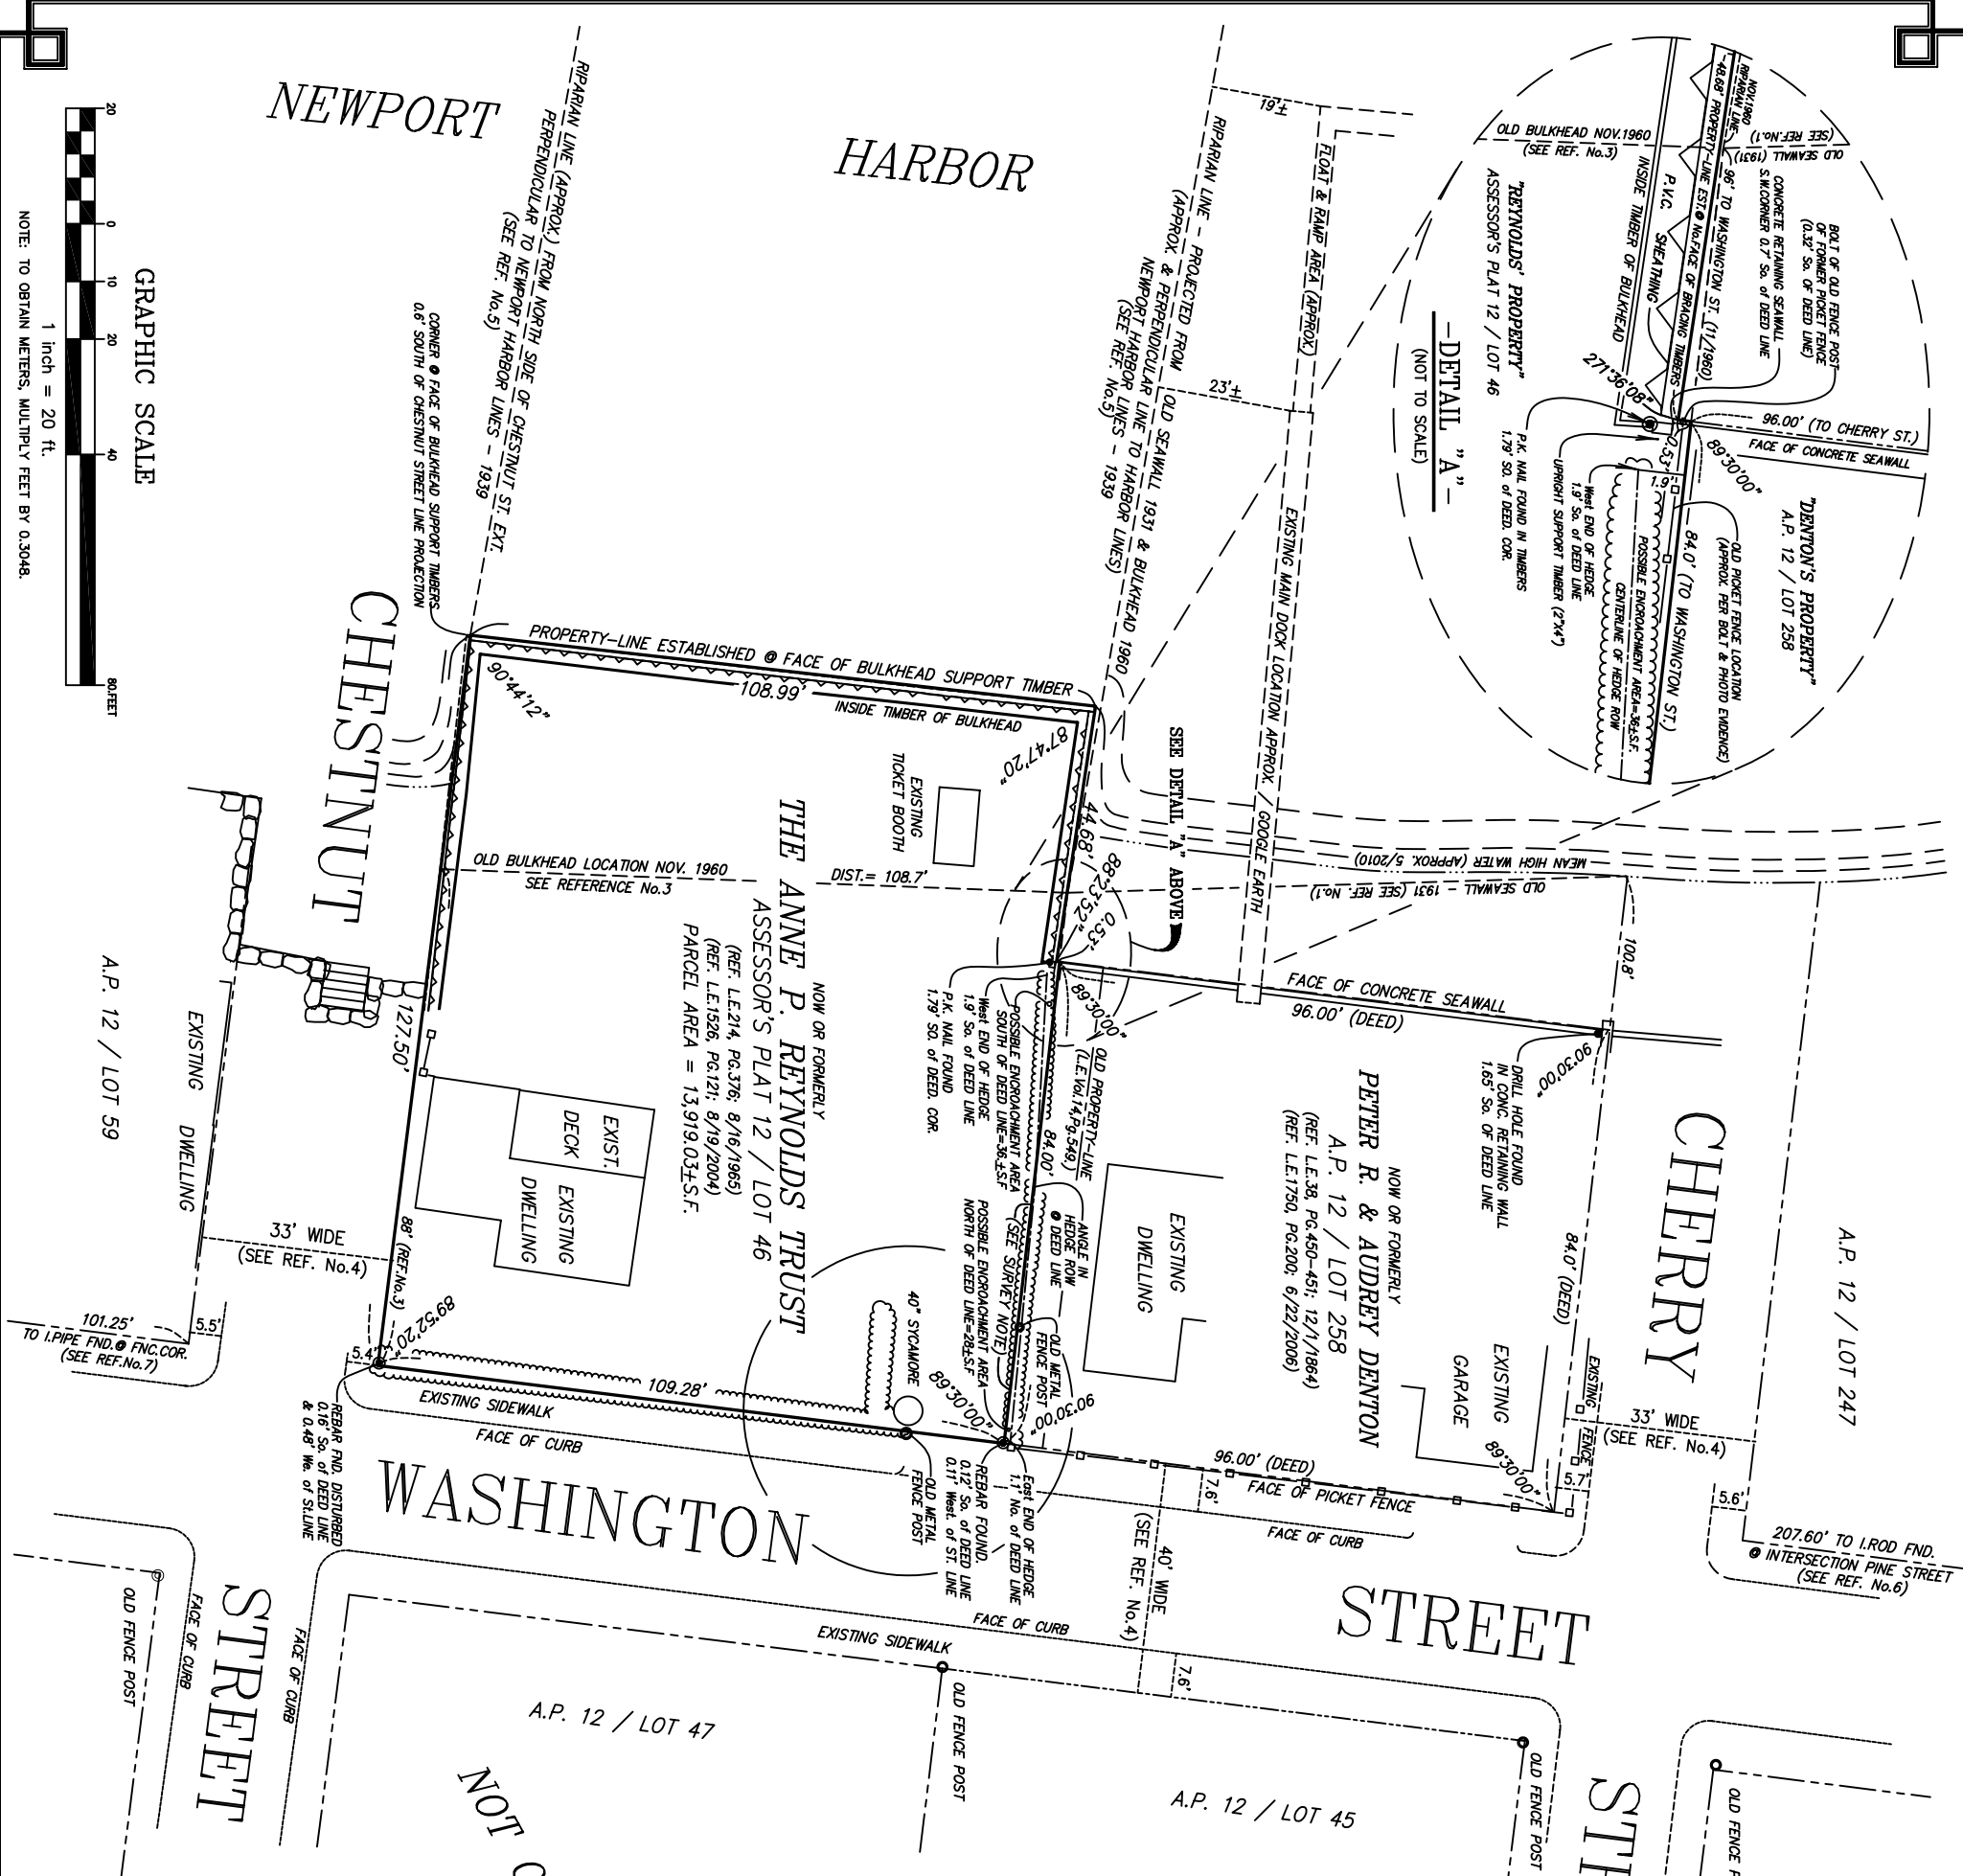 NEWPORT
HARBOR
20
0
10
20
40
80.FEET
GRAPHIC SCALE
1 inch = 20 ft.
NOTE: TO OBTAIN METERS, MULTIPLY FEET BY 0.3048.
RIPARIAN LINE (APPROX.) FROM NORTH SIDE OF CHESTNUT ST. EXT.
PERPENDICULAR TO NEWPORT HARBOR LINES - 1939
(SEE REF. No.5)
RIPARIAN LINE - PROJECTED FROM OLD SEAWALL 1931 & BULKHEAD 1960
(APPROX. & PERPENDICULAR LINE TO HARBOR LINES)
NEWPORT HARBOR LINES - 1939
(SEE REF. No.5)
19'±
FLOAT & RAMP AREA (APPROX.)
23'±
EXISTING MAIN DOCK LOCATION APPROX. / GOOGLE EARTH
NOV.1960
RIPARIAN LINE
48.68' PROPERTY-LINE EST.@ No.FACE OF BRACING TIMBERS
96' TO WASHINGTON ST. (11/1960)
OLD BULKHEAD NOV.1960
(SEE REF. No.3)
(SEE REF.No.1)
OLD SEAWALL (1931)
CONCRETE RETAINING SEAWALL
S.W.CORNER 0.7' So. of DEED LINE
BOLT OF OLD FENCE POST
OF FORMER PICKET FENCE
(0.32' So. OF DEED LINE)
P.V.C. SHEATHING
INSIDE TIMBER OF BULKHEAD
"REYNOLDS' PROPERTY"
ASSESSOR'S PLAT 12 / LOT 46
271°36'08"
96.00' (TO CHERRY ST.)
FACE OF CONCRETE SEAWALL
89°30'00"
0.53'
1.9'
"DENTON'S PROPERTY"
A.P. 12 / LOT 258
84.0' (TO WASHINGTON ST.)
OLD PICKET FENCE LOCATION
(APPROX. PER BOLT & PHOTO EVIDENCE)
POSSIBLE ENCROACHMENT AREA=36±S.F.
CENTERLINE OF HEDGE ROW
West END OF HEDGE
1.9' So. of DEED LINE
UPRIGHT SUPPORT TIMBER (2"X4")
P.K. NAIL FOUND IN TIMBERS
1.79' SO. of DEED. COR.
-DETAIL "A"-
(NOT TO SCALE)
SEE DETAIL "A" ABOVE
CORNER @ FACE OF BULKHEAD SUPPORT TIMBERS
0.6' SOUTH OF CHESTNUT STREET LINE PROJECTION
PROPERTY-LINE ESTABLISHED @ FACE OF BULKHEAD SUPPORT TIMBER
108.99'
INSIDE TIMBER OF BULKHEAD
90°44'12"
87°47'20"
44.68'
88°23'52"
0.53'
EXISTING
TICKET BOOTH
OLD BULKHEAD LOCATION NOV. 1960
SEE REFERENCE No.3
DIST.= 108.7'
MEAN HIGH WATER (APPROX. 5/2010)
OLD SEAWALL - 1931 (SEE REF. No.1)
100.8'
FACE OF CONCRETE SEAWALL
96.00' (DEED)
89°30'00"
90°30'00"
CHESTNUT
STREET
NOW OR FORMERLY
THE ANNE P. REYNOLDS TRUST
ASSESSOR'S PLAT 12 / LOT 46
(REF. L.E.214, PG.376; 8/16/1965)
(REF. L.E.1526, PG.121; 8/19/2004)
PARCEL AREA = 13,919.03±S.F.
127.50'
88' (REF.No.3)
EXIST.
DECK
EXISTING
DWELLING
A.P. 12 / LOT 59
EXISTING DWELLING
33' WIDE
(SEE REF. No.4)
5.5'
101.25'
TO I.PIPE FND.@ FNC.COR.
(SEE REF.No.7)
5.4'
89°52'20"
REBAR FND. DISTURBED
0.16' So. of DEED LINE
& 0.48' We. of St.LINE
POSSIBLE ENCROACHMENT AREA
SOUTH OF DEED LINE=36±S.F
West END OF HEDGE
1.9' So. of DEED LINE
P.K. NAIL FOUND
1.79' SO. of DEED. COR.
OLD PROPERTY-LINE
(L.E.Vol.14,Pg.549.)
84.00'
ANGLE IN
HEDGE ROW
@ DEED LINE
(SEE SURVEY NOTE)
POSSIBLE ENCROACHMENT AREA
NORTH OF DEED LINE=28±S.F
OLD METAL
FENCE POST
40" SYCAMORE
89°30'00"
90°30'00"
109.28'
EXISTING SIDEWALK
FACE OF CURB
OLD METAL
FENCE POST
REBAR FOUND.
0.12' So. of DEED LINE
0.11' West. of ST. LINE
East END OF HEDGE
1.1' No. of DEED LINE
NOW OR FORMERLY
PETER R. & AUDREY DENTON
A.P. 12 / LOT 258
(REF. L.E.38, PG.450-451; 12/1/1864)
(REF. L.E.1750, PG.200; 6/22/2006)
EXISTING
DWELLING
DRILL HOLE FOUND
IN CONC. RETAINING WALL
1.65' So. OF DEED LINE
84.0' (DEED)
EXISTING
GARAGE
EXISTING FENCE
89°30'00"
5.7'
96.00' (DEED)
FACE OF PICKET FENCE
7.6'
FACE OF CURB
CHERRY
A.P. 12 / LOT 247
33' WIDE
(SEE REF. No.4)
5.6'
207.60' TO I.ROD FND.
@ INTERSECTION PINE STREET
(SEE REF. No.6)
WASHINGTON
STREET
40' WIDE
(SEE REF. No.4)
7.6'
FACE OF CURB
EXISTING SIDEWALK
FACE OF CURB
FACE OF CURB
OLD FENCE POST
A.P. 12 / LOT 47
OLD FENCE POST
A.P. 12 / LOT 45
OLD FENCE POST
OLD FENCE P
NOT